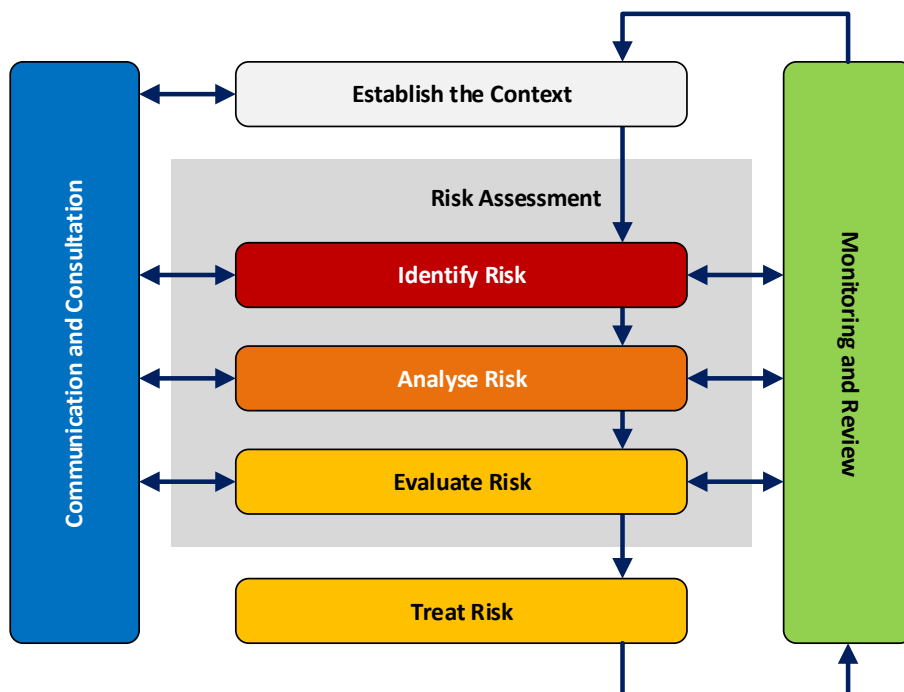 Establish the Context
Communication and Consultation
Risk Assessment
Identify Risk
Analyse Risk
Evaluate Risk
Treat Risk
Monitoring and Review